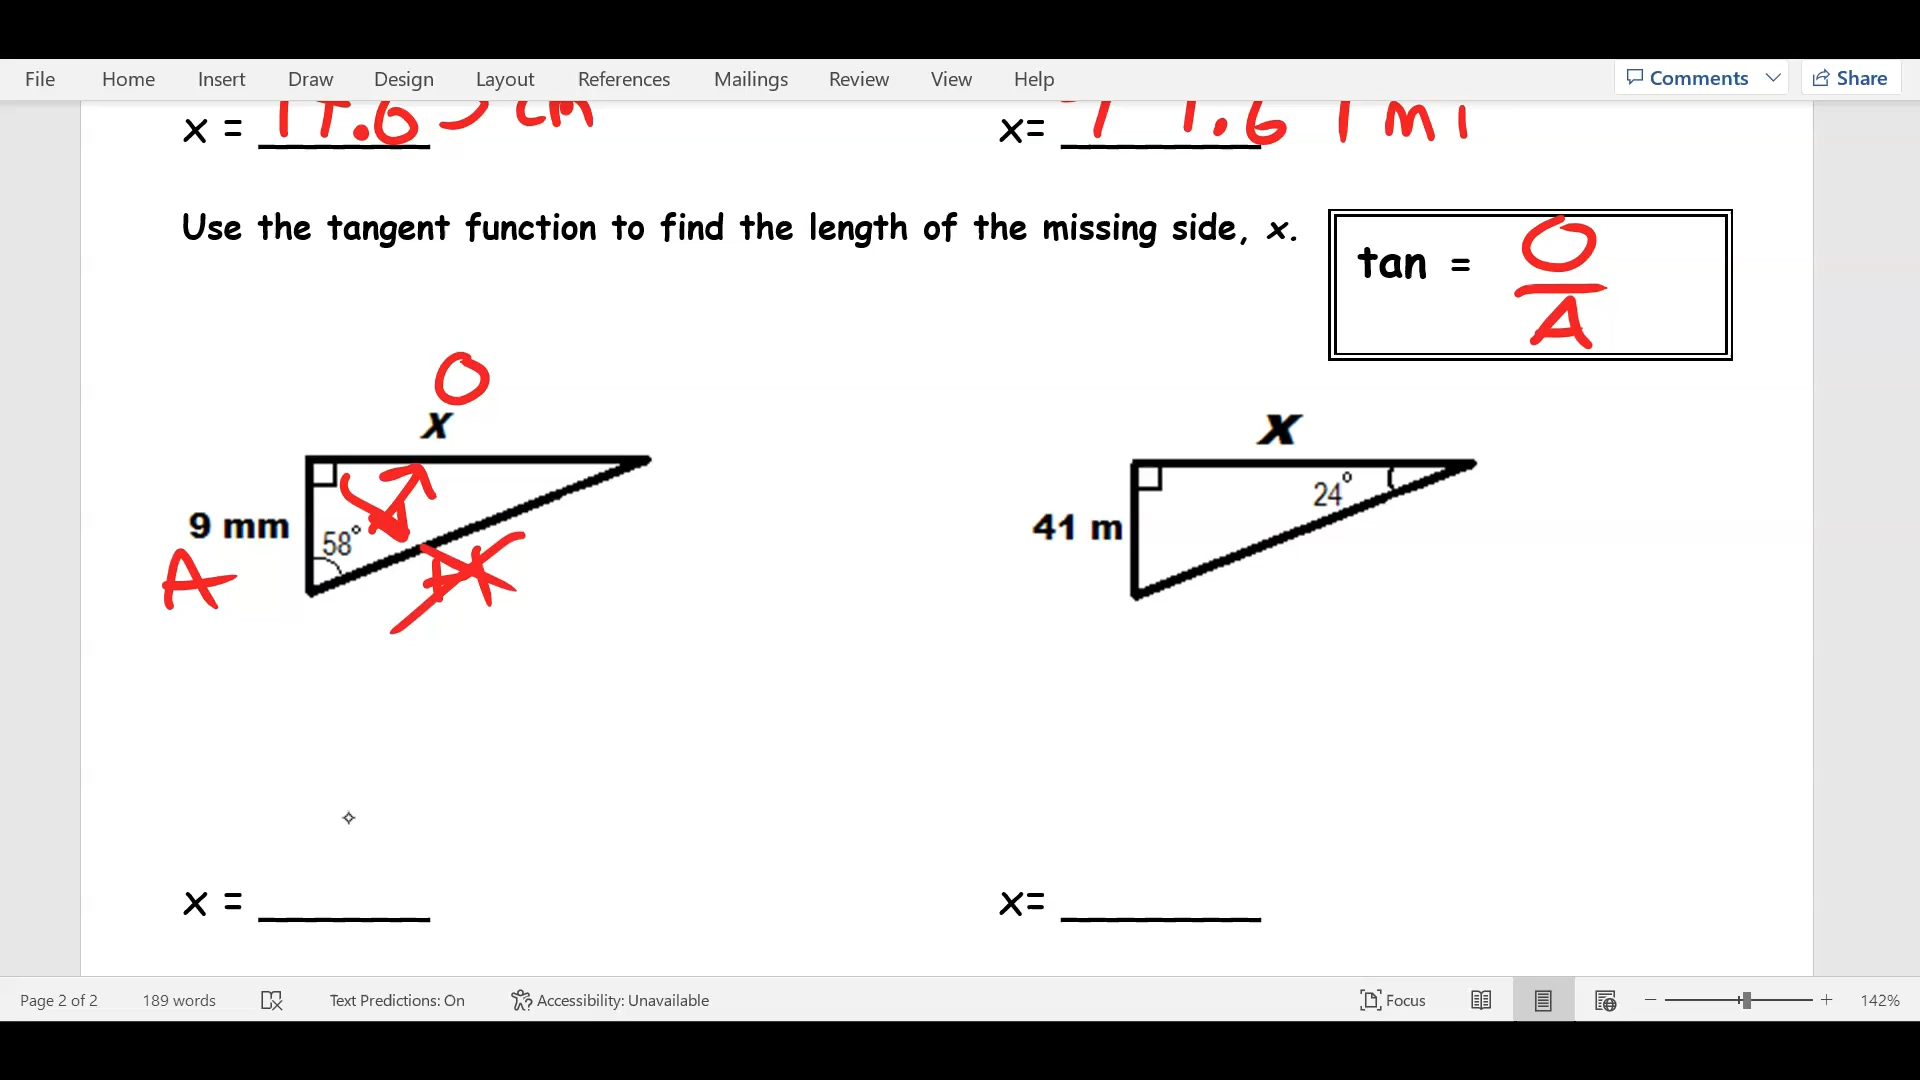 File Home Insert Draw Design Layout References Mailings Review View Help Comments Share
x = cm
x= mi
Use the tangent function to find the length of the missing side, x.
tan = O
A
O
x
9 mm
58°
A
x
41 m
24°
x =
x=
Page 2 of 2 189 words Text Predictions: On Accessibility: Unavailable Focus 142%